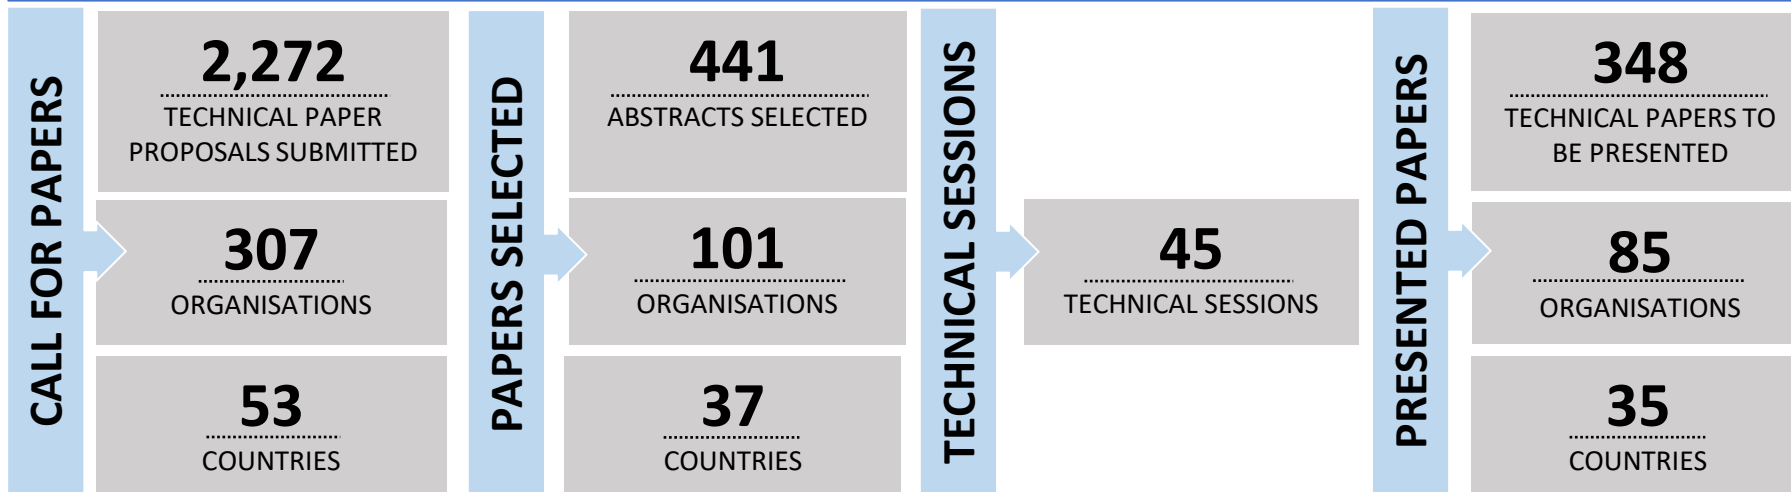 CALL FOR PAPERS
2,272
TECHNICAL PAPER
PROPOSALS SUBMITTED
307
ORGANISATIONS
53
COUNTRIES
PAPERS SELECTED
441
ABSTRACTS SELECTED
101
ORGANISATIONS
37
COUNTRIES
TECHNICAL SESSIONS
45
TECHNICAL SESSIONS
PRESENTED PAPERS
348
TECHNICAL PAPERS TO
BE PRESENTED
85
ORGANISATIONS
35
COUNTRIES